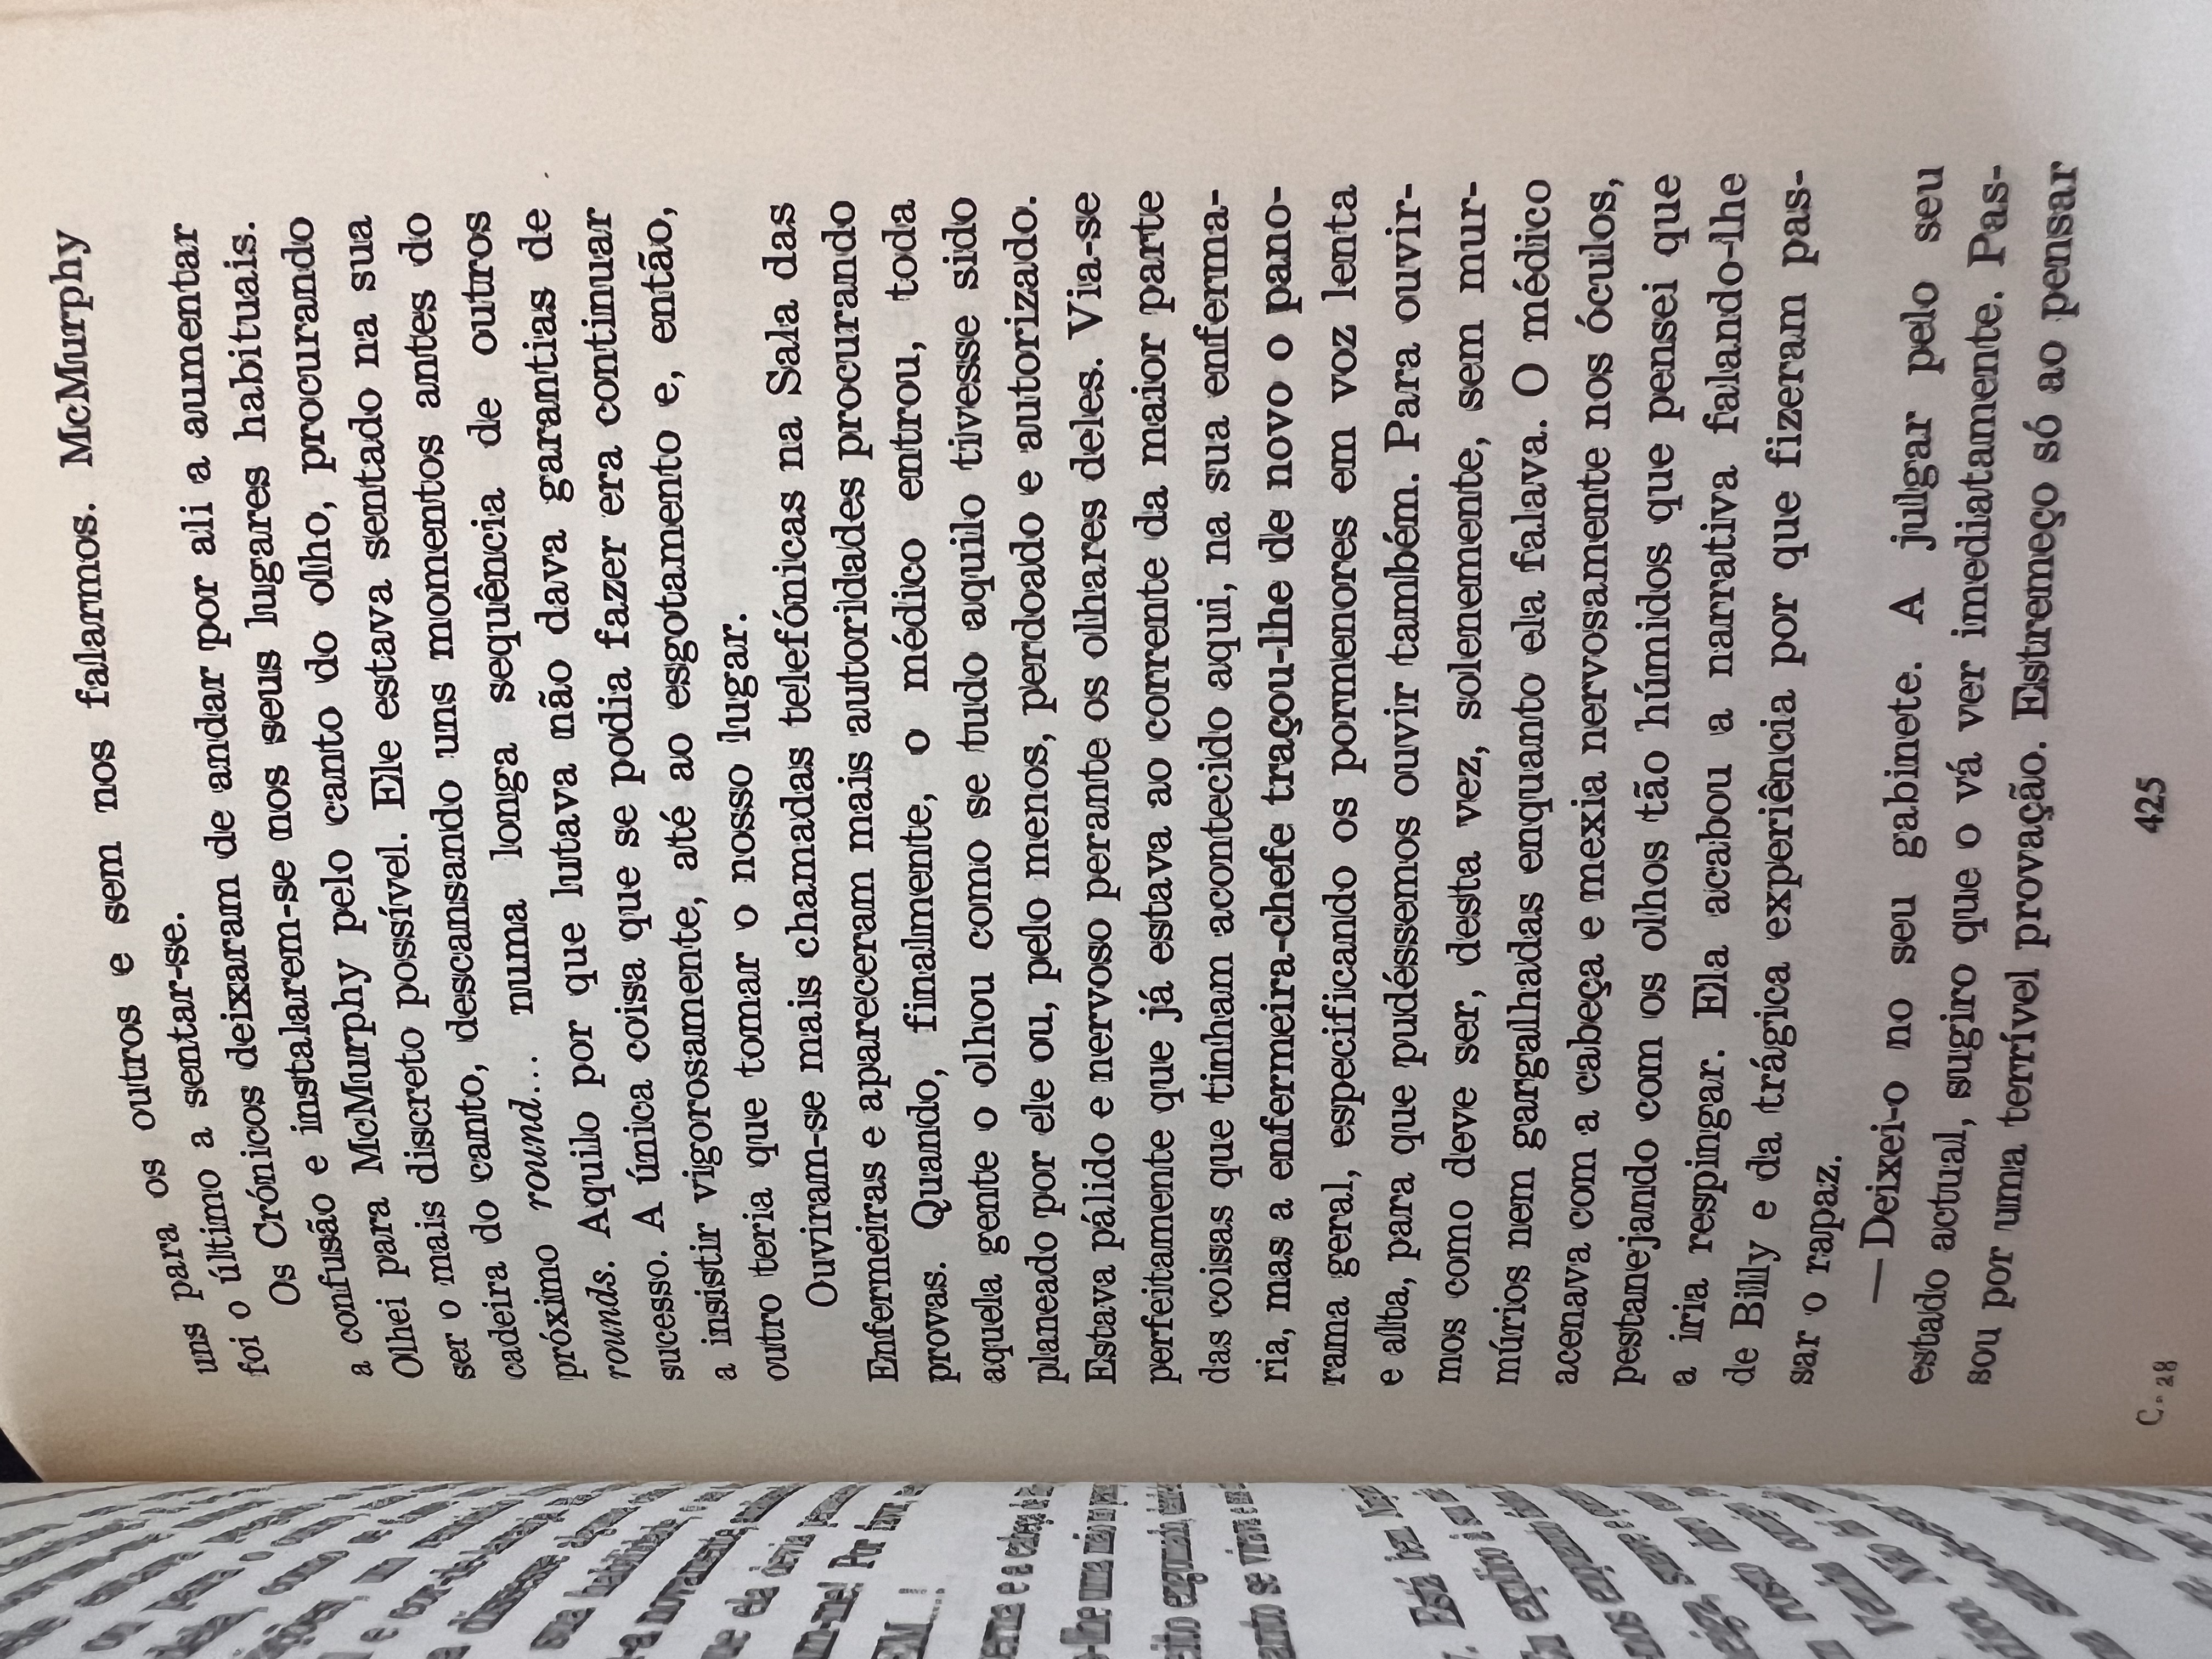 uns para os outros e sem nos falarmos. McMurphy
foi o último a sentar-se.
Os Crónicos deixaram de andar por ali a aumentar
a confusão e instalarem-se nos seus lugares habituais.
Olhei para McMurphy pelo canto do olho, procurando
ser o mais discreto possível. Ele estava sentado na sua
cadeira do canto, descansando uns momentos antes do
próximo round... numa longa sequência de outros
rounds. Aquilo por que lutava não dava garantias de
sucesso. A única coisa que se podia fazer era continuar
a insistir vigorosamente, até ao esgotamento e, então,
outro teria que tomar o nosso lugar.
Ouviram-se mais chamadas telefónicas na Sala das
Enfermeiras e apareceram mais autoridades procurando
provas. Quando, finalmente, o médico entrou, toda
aquela gente o olhou como se tudo aquilo tivesse sido
planeado por ele ou, pelo menos, perdoado e autorizado.
Estava pálido e nervoso perante os olhares deles. Via-se
perfeitamente que já estava ao corrente da maior parte
das coisas que tinham acontecido aqui, na sua enferma-
ria, mas a enfermeira-chefe traçou-lhe de novo o pano-
rama geral, especificando os pormenores em voz lenta
e alta, para que pudéssemos ouvir também. Para ouvir-
mos como deve ser, desta vez, solenemente, sem mur-
múrios nem gargalhadas enquanto ela falava. O médico
acenava com a cabeça e mexia nervosamente nos óculos,
pestanejando com os olhos tão húmidos que pensei que
a iria respingar. Ela acabou a narrativa falando-lhe
de Billy e da trágica experiência por que fizeram pas-
sar o rapaz.
— Deixei-o no seu gabinete. A julgar pelo seu
estado actual, sugiro que o vá ver imediatamente. Pas-
sou por uma terrível provação. Estremeço só ao pensar
C.-28
425